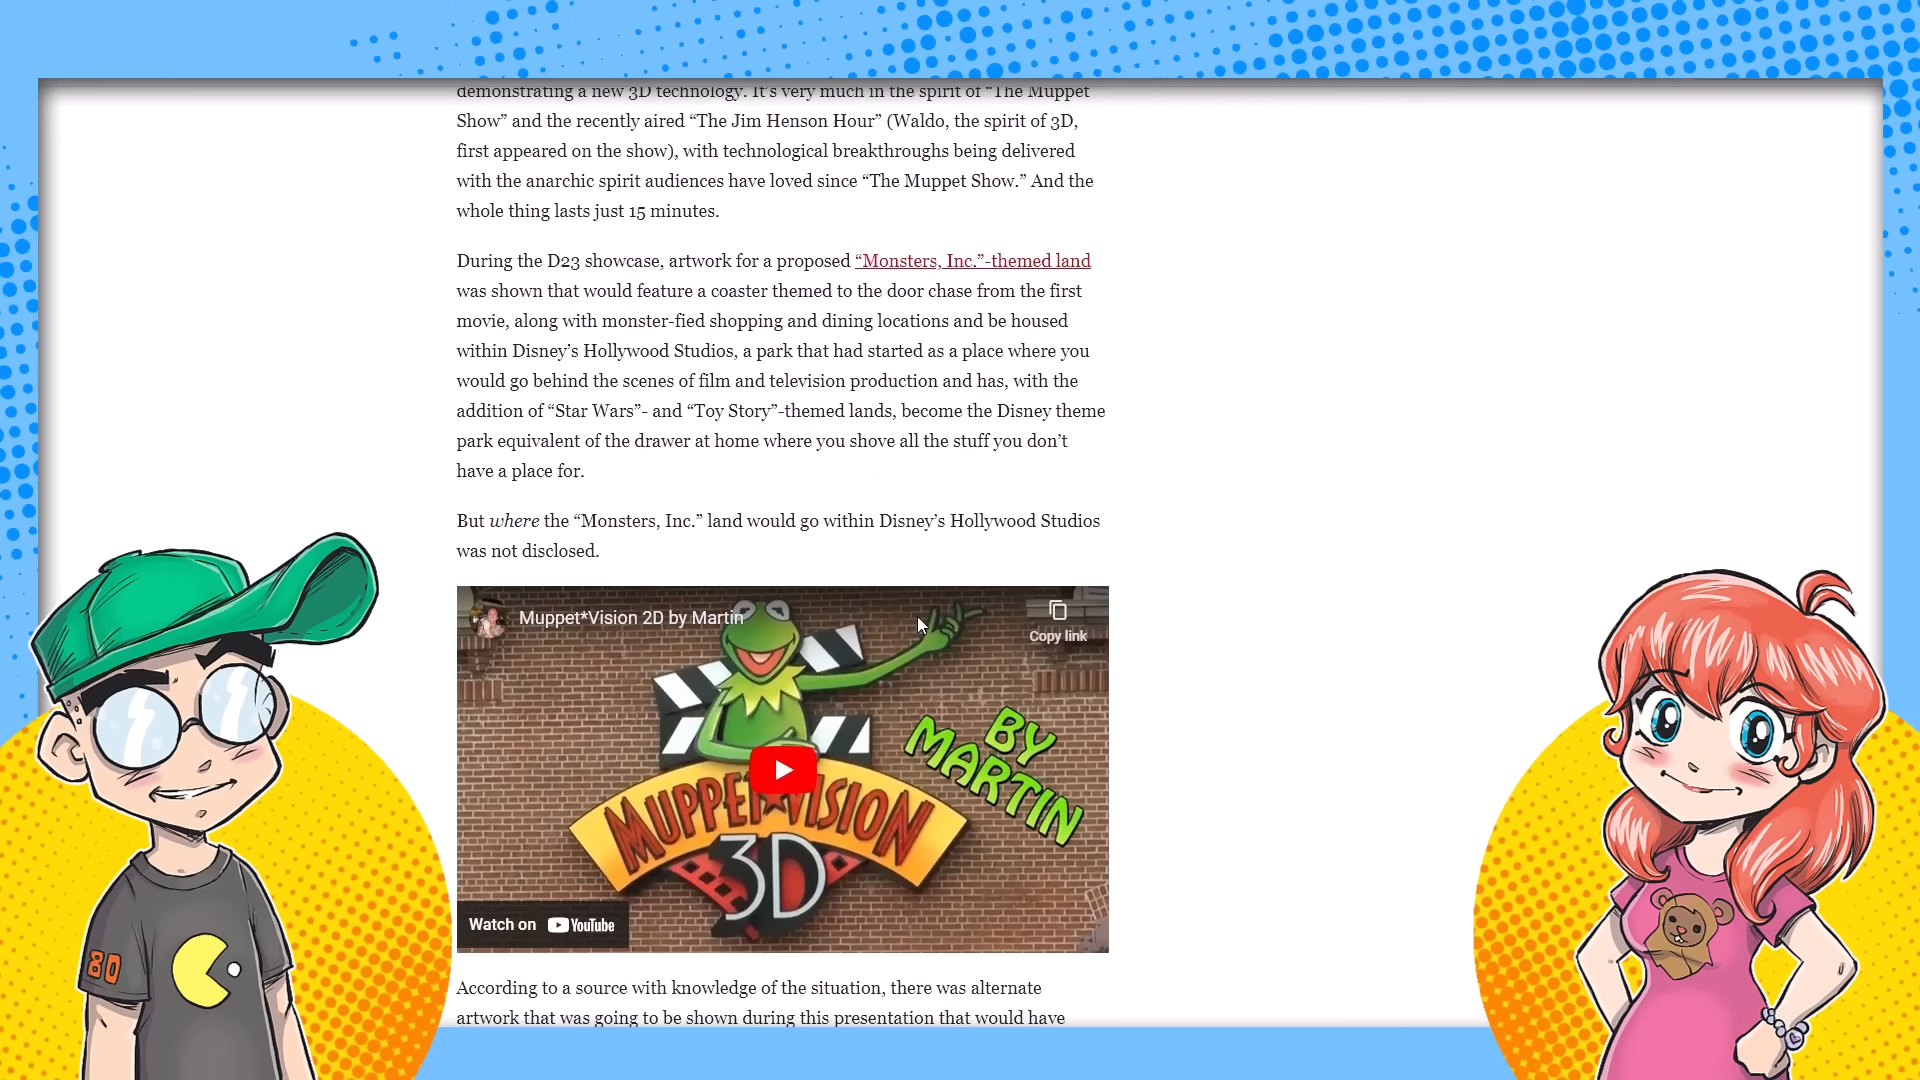 demonstrating a new 3D technology. It's very much in the spirit of “The Muppet
Show” and the recently aired “The Jim Henson Hour” (Waldo, the spirit of 3D,
first appeared on the show), with technological breakthroughs being delivered
with the anarchic spirit audiences have loved since “The Muppet Show.” And the
whole thing lasts just 15 minutes.
During the D23 showcase, artwork for a proposed “Monsters, Inc.”-themed land
was shown that would feature a coaster themed to the door chase from the first
movie, along with monster-fied shopping and dining locations and be housed
within Disney’s Hollywood Studios, a park that had started as a place where you
would go behind the scenes of film and television production and has, with the
addition of “Star Wars”- and “Toy Story”-themed lands, become the Disney theme
park equivalent of the drawer at home where you shove all the stuff you don’t
have a place for.
But where the “Monsters, Inc.” land would go within Disney’s Hollywood Studios
was not disclosed.
Muppet*Vision 2D by Martin
Copy link
BY
MARTIN
MUPPET★VISION
3D
Watch on YouTube
80
According to a source with knowledge of the situation, there was alternate
artwork that was going to be shown during this presentation that would have